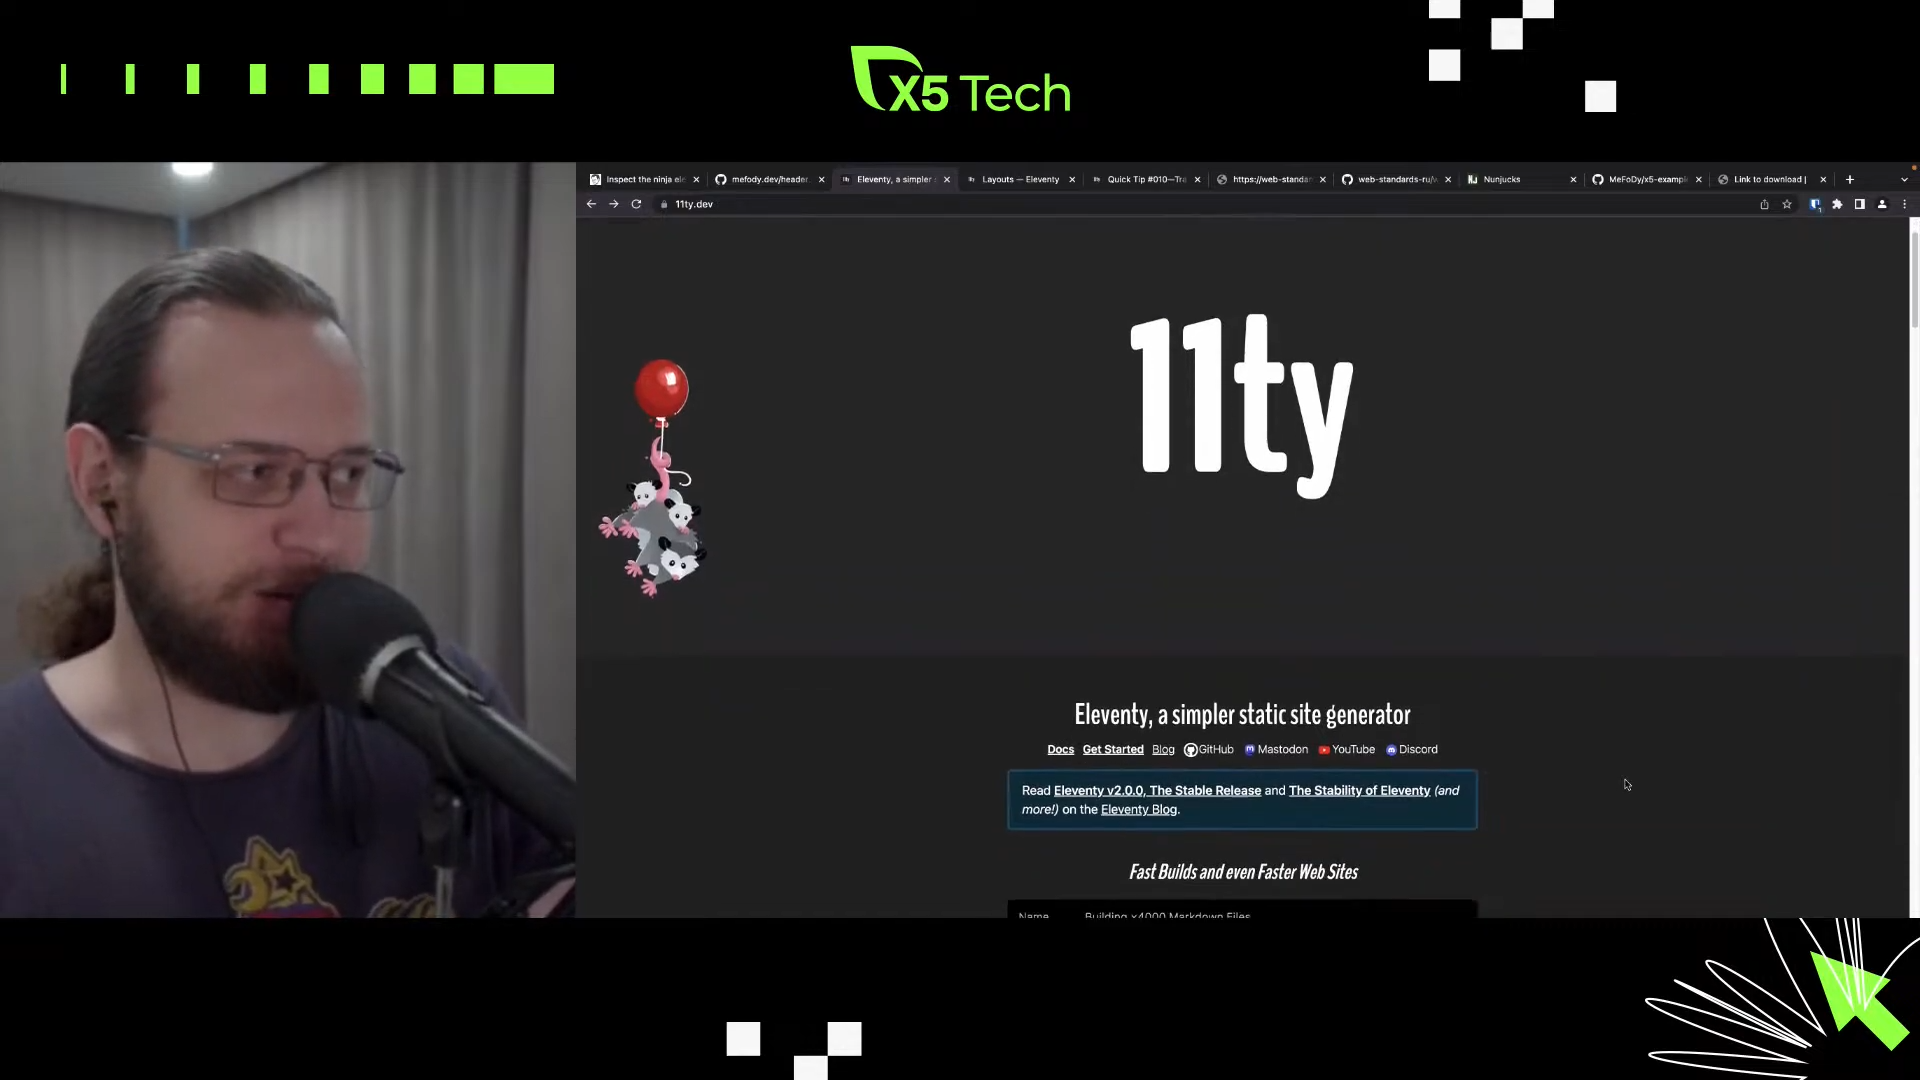 X5 Tech
Inspect the ninja ele
mefody.dev/header
Eleventy, a simpler s
Layouts — Eleventy
Quick Tip #010—Tra
https://web-standar
web-standards-ru/w
Nunjucks
MeFoDy/x5-exampl
Link to download |
11ty.dev
11ty
Eleventy, a simpler static site generator
Docs Get Started Blog GitHub Mastodon YouTube Discord
Read Eleventy v2.0.0, The Stable Release and The Stability of Eleventy (and
more!) on the Eleventy Blog.
Fast Builds and even Faster Web Sites
Name Building x4000 Markdown Files